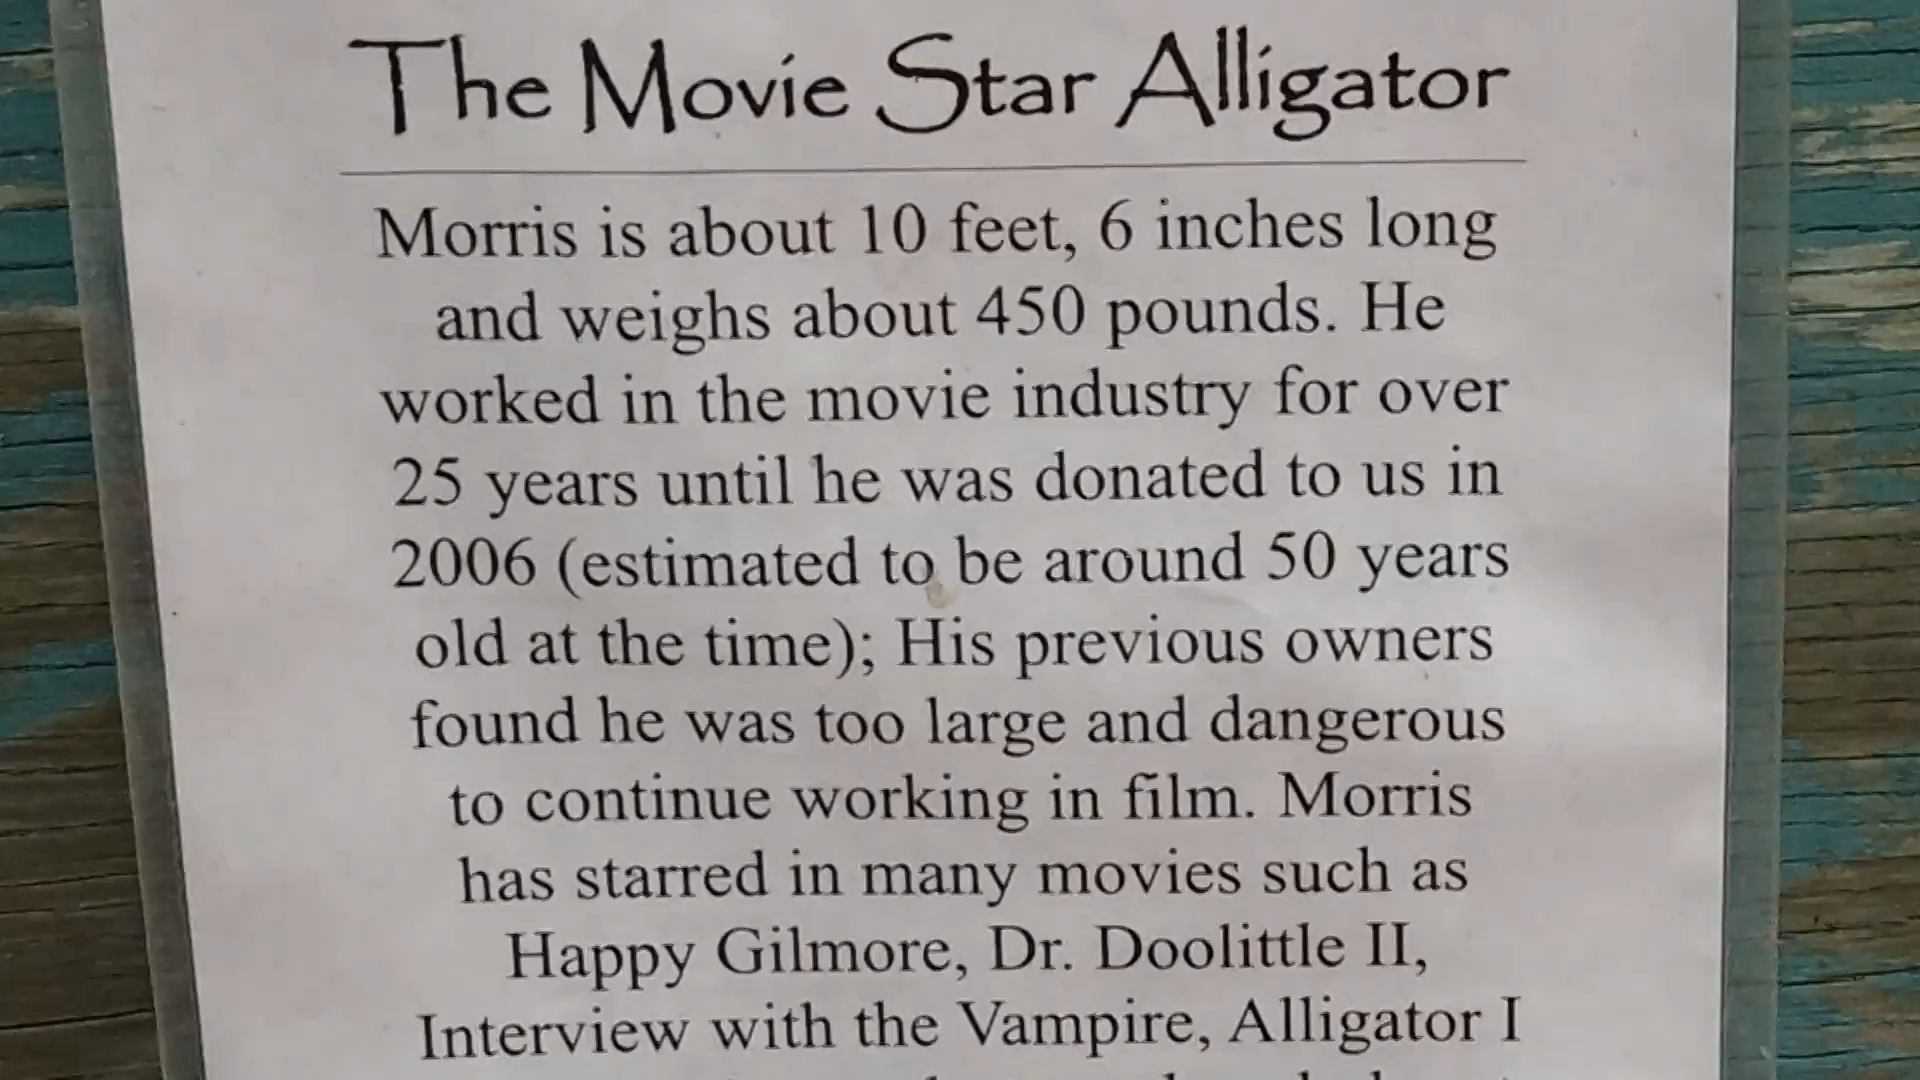 The Movie Star Alligator
Morris is about 10 feet, 6 inches long
and weighs about 450 pounds. He
worked in the movie industry for over
25 years until he was donated to us in
2006 (estimated to be around 50 years
old at the time); His previous owners
found he was too large and dangerous
to continue working in film. Morris
has starred in many movies such as
Happy Gilmore, Dr. Doolittle II,
Interview with the Vampire, Alligator I